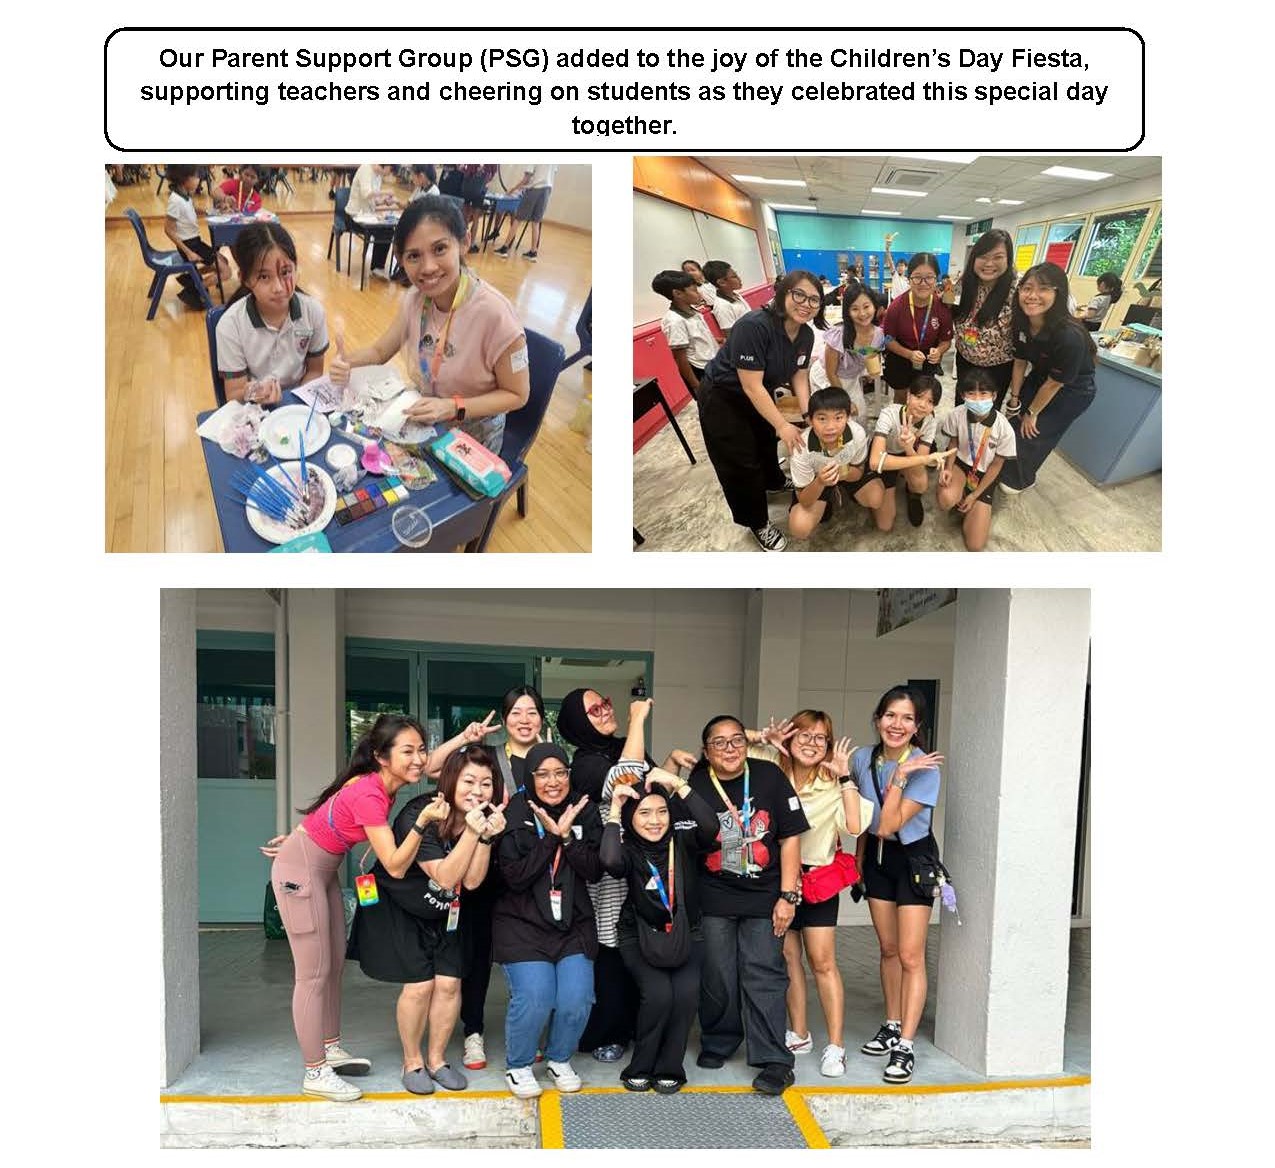 Our Parent Support Group (PSG) added to the joy of the Children's Day Fiesta,
supporting teachers and cheering on students as they celebrated this special day
together.
PLUS